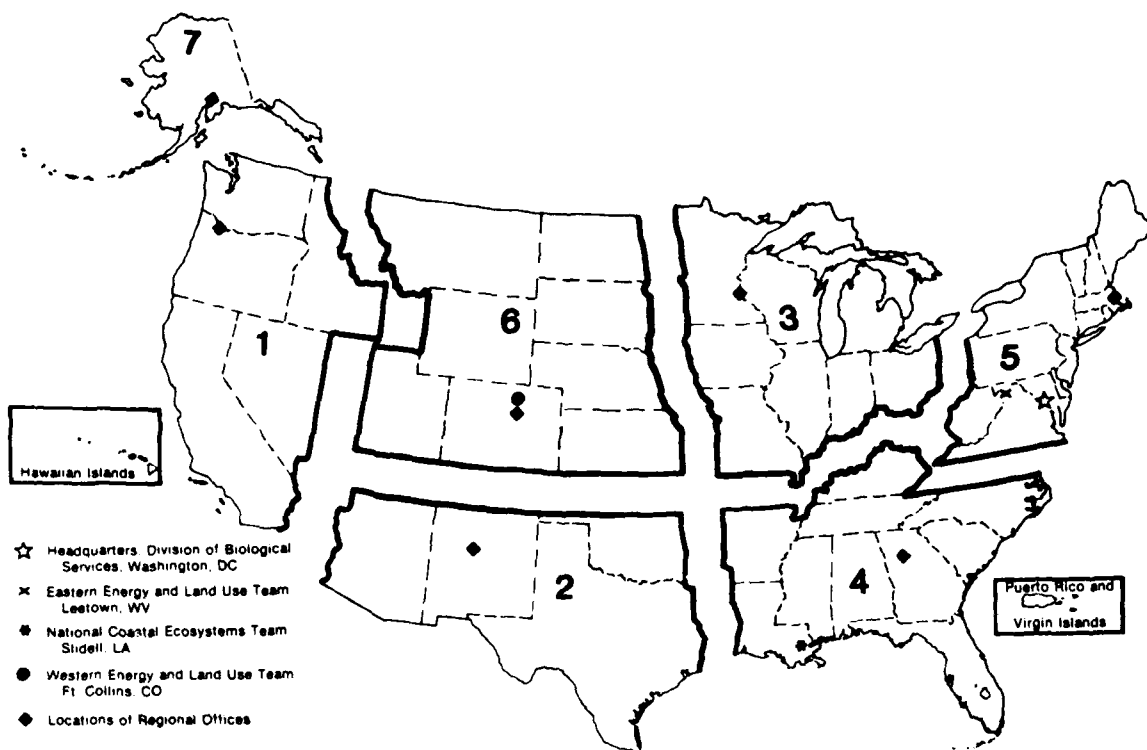 7
6
3
1
5
Hawaiian Islands
Headquarters, Division of Biological
Services, Washington, DC
Eastern Energy and Land Use Team
Leetown, WV
National Coastal Ecosystems Team
Slidell, LA
Western Energy and Land Use Team
Ft. Collins, CO
Locations of Regional Offices
2
4
Puerto Rico and
Virgin Islands